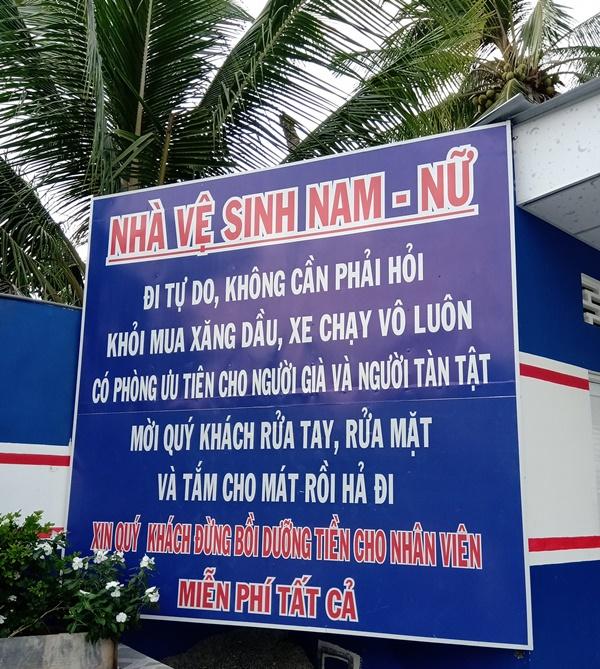 NHÀ VỆ SINH NAM - NỮ
ĐI TỰ DO, KHÔNG CẦN PHẢI HỎI
KHỎI MUA XĂNG DẦU, XE CHẠY VÔ LUÔN
CÓ PHÒNG ƯU TIÊN CHO NGƯỜI GIÀ VÀ NGƯỜI TÀN TẬT
MỜI QUÝ KHÁCH RỬA TAY, RỬA MẶT
VÀ TẮM CHO MÁT RỒI HẢ ĐI
XIN QUÝ KHÁCH ĐỪNG BỒI DƯỠNG TIỀN CHO NHÂN VIÊN
MIỄN PHÍ TẤT CẢ